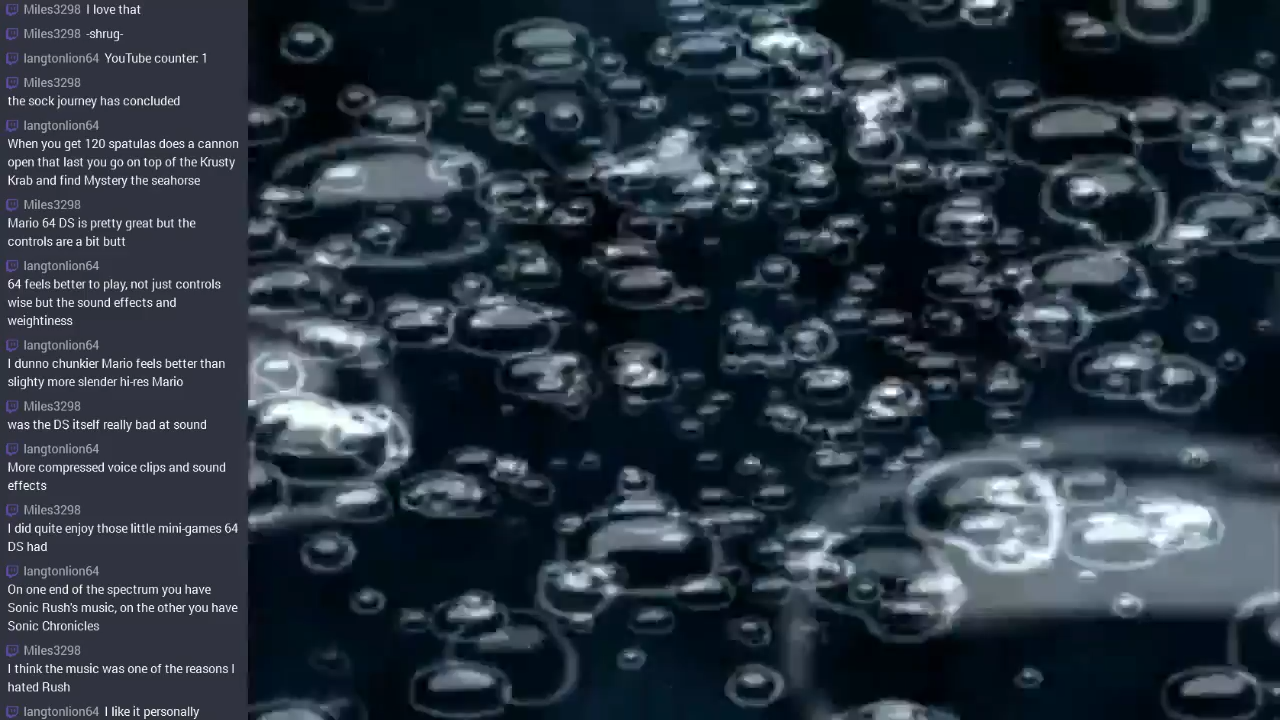 Miles3298 I love that
Miles3298 -shrug-
langtonlion64 YouTube counter: 1
Miles3298
the sock journey has concluded
langtonlion64
When you get 120 spatulas does a cannon
open that last you go on top of the Krusty
Krab and find Mystery the seahorse
Miles3298
Mario 64 DS is pretty great but the
controls are a bit butt
langtonlion64
64 feels better to play, not just controls
wise but the sound effects and
weightiness
langtonlion64
I dunno chunkier Mario feels better than
slighty more slender hi-res Mario
Miles3298
was the DS itself really bad at sound
langtonlion64
More compressed voice clips and sound
effects
Miles3298
I did quite enjoy those little mini-games 64
DS had
langtonlion64
On one end of the spectrum you have
Sonic Rush's music, on the other you have
Sonic Chronicles
Miles3298
I think the music was one of the reasons I
hated Rush
langtonlion64 I like it personally